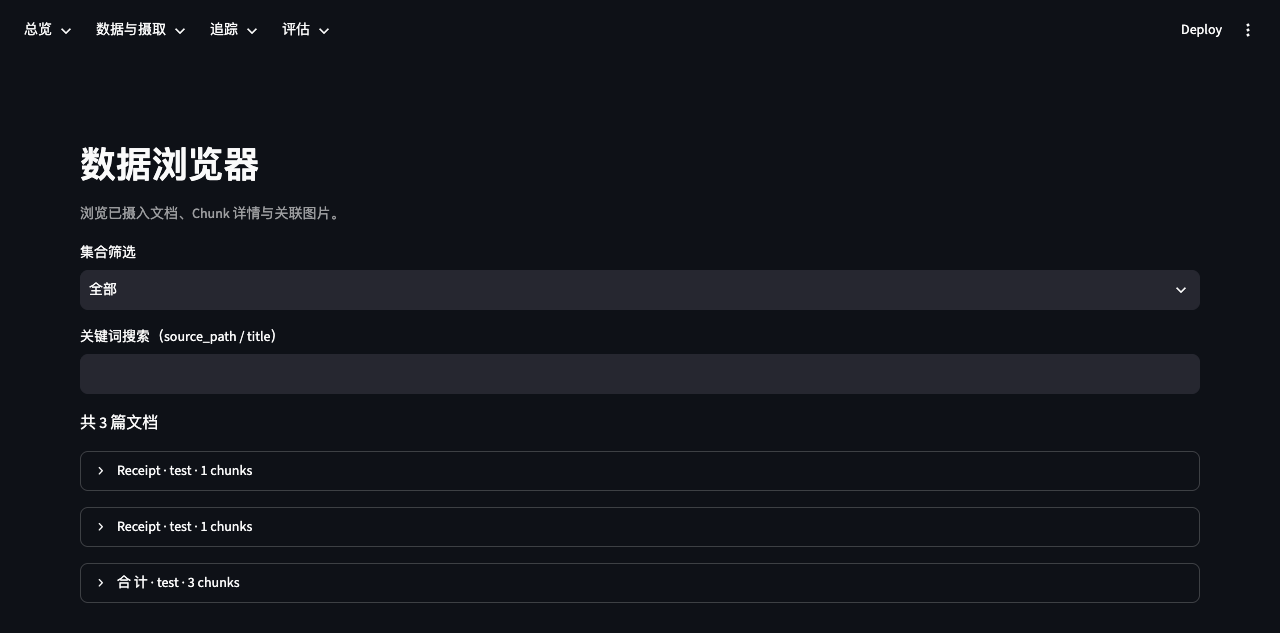 总览 数据与摄取 追踪 评估 Deploy
数据浏览器
浏览已摄入文档、Chunk 详情与关联图片。
集合筛选
全部
关键词搜索（source_path / title）
共 3 篇文档
Receipt · test · 1 chunks
Receipt · test · 1 chunks
合 计 · test · 3 chunks